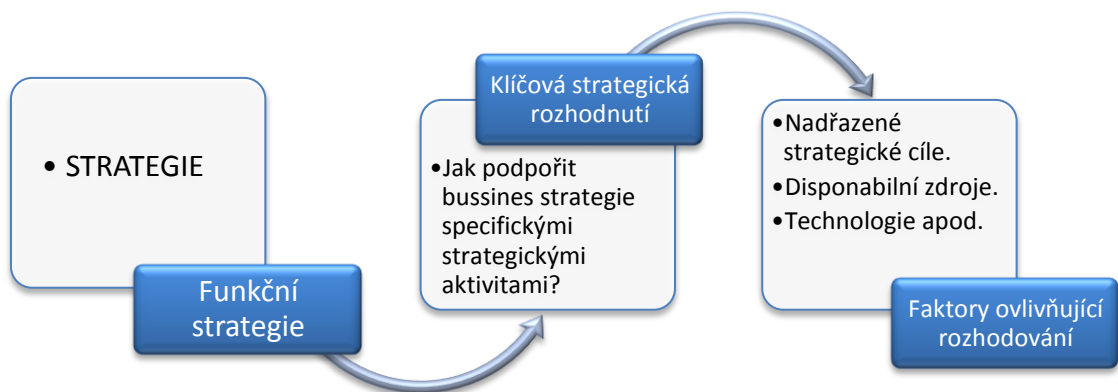 • STRATEGIE
Funkční
strategie
Klíčová strategická
rozhodnutí
•Jak podpořit
bussines strategie
specifickými
strategickými
aktivitami?
•Nadřazené
strategické cíle.
•Disponabilní zdroje.
•Technologie apod.
Faktory ovlivňující
rozhodování